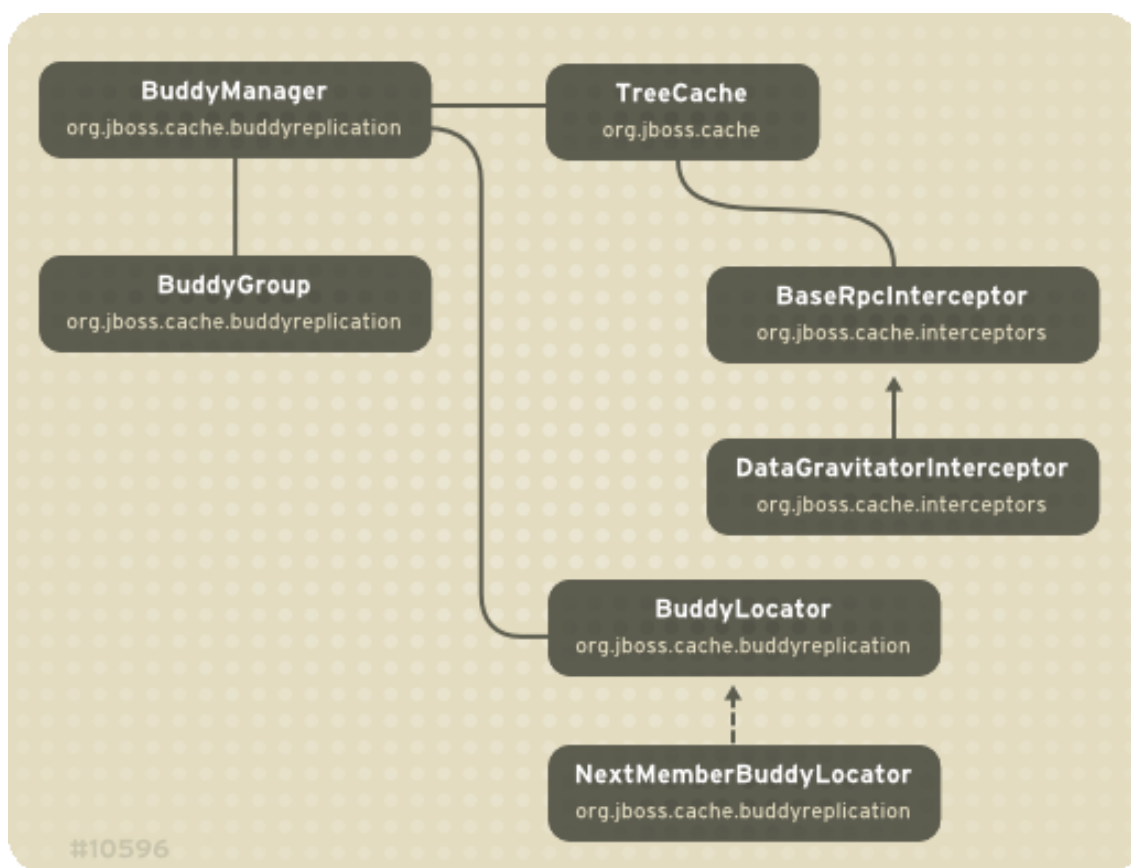 BuddyManager
org.jboss.cache.buddyreplication
TreeCache
org.jboss.cache
BuddyGroup
org.jboss.cache.buddyreplication
BaseRpcInterceptor
org.jboss.cache.interceptors
DataGravitatorInterceptor
org.jboss.cache.interceptors
BuddyLocator
org.jboss.cache.buddyreplication
NextMemberBuddyLocator
org.jboss.cache.buddyreplication
#10596